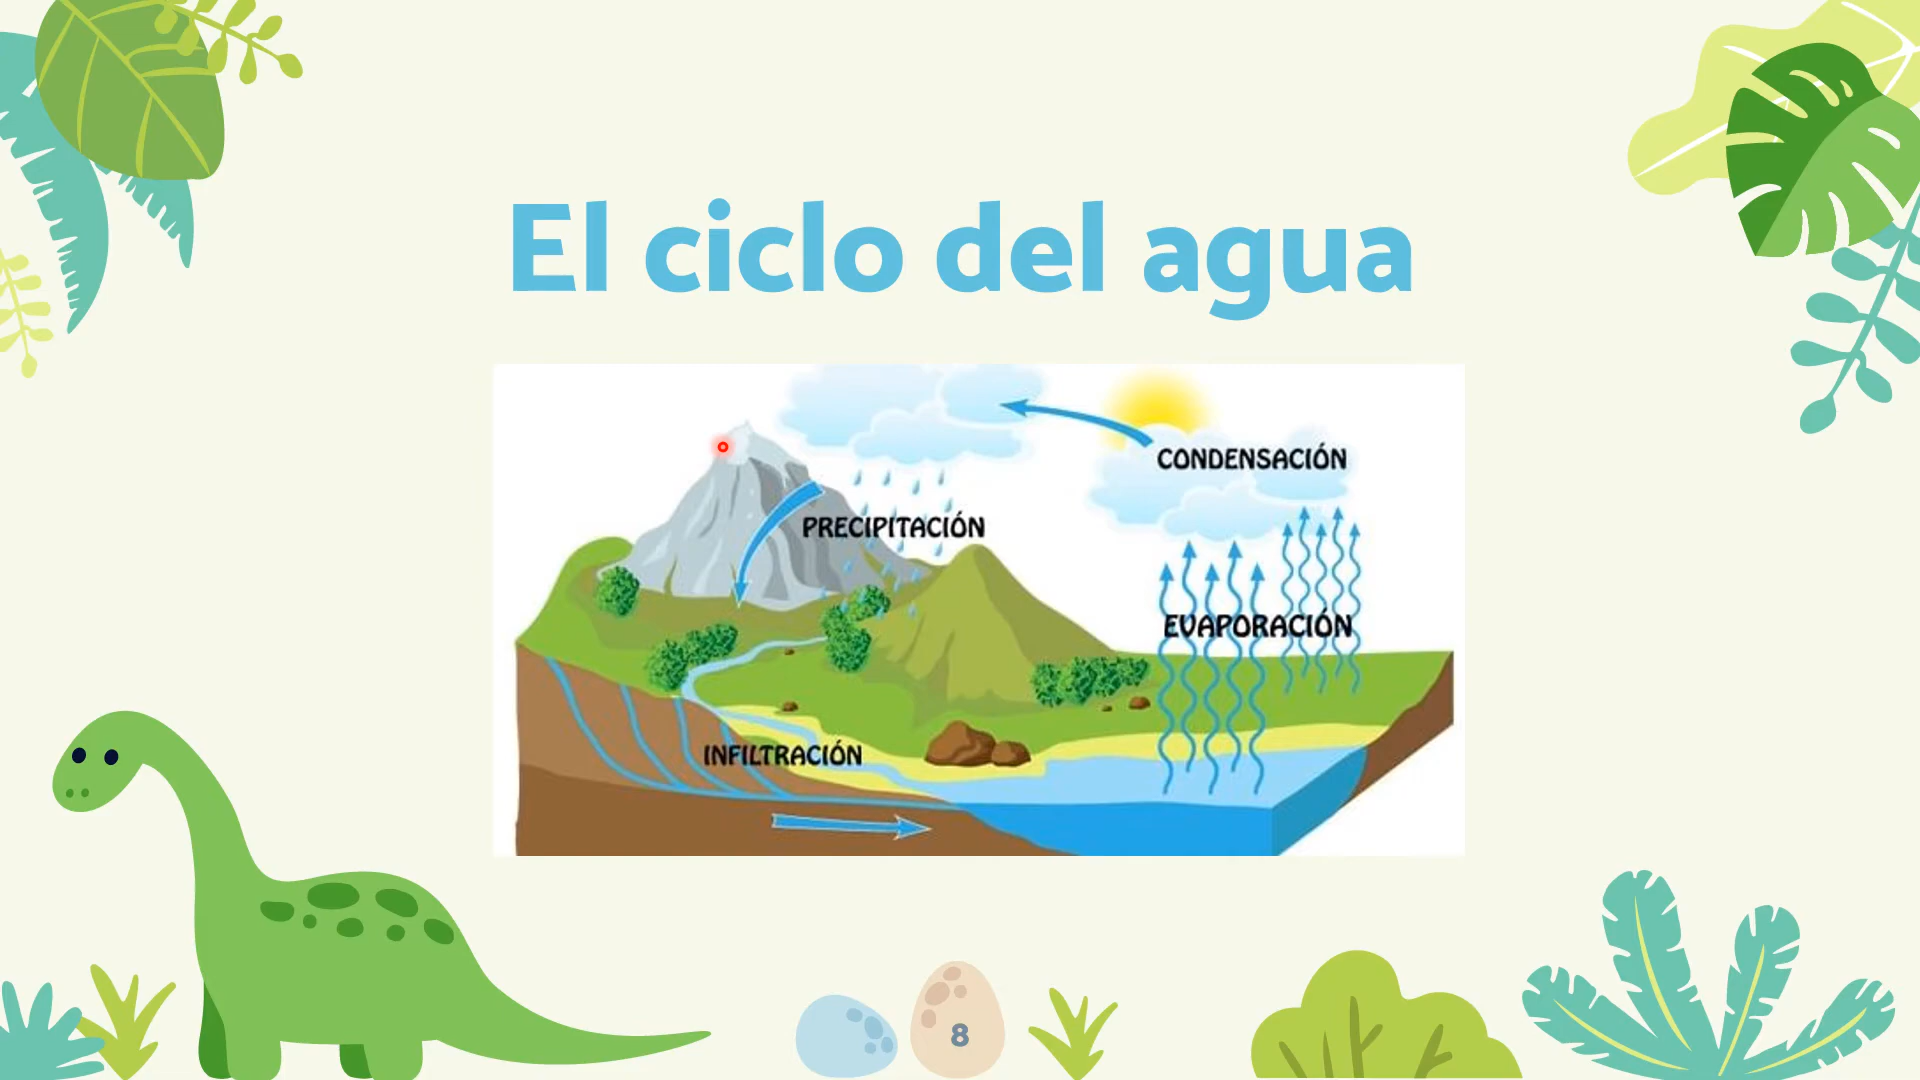 El ciclo del agua
CONDENSACIÓN
PRECIPITACIÓN
EVAPORACIÓN
INFILTRACIÓN
8